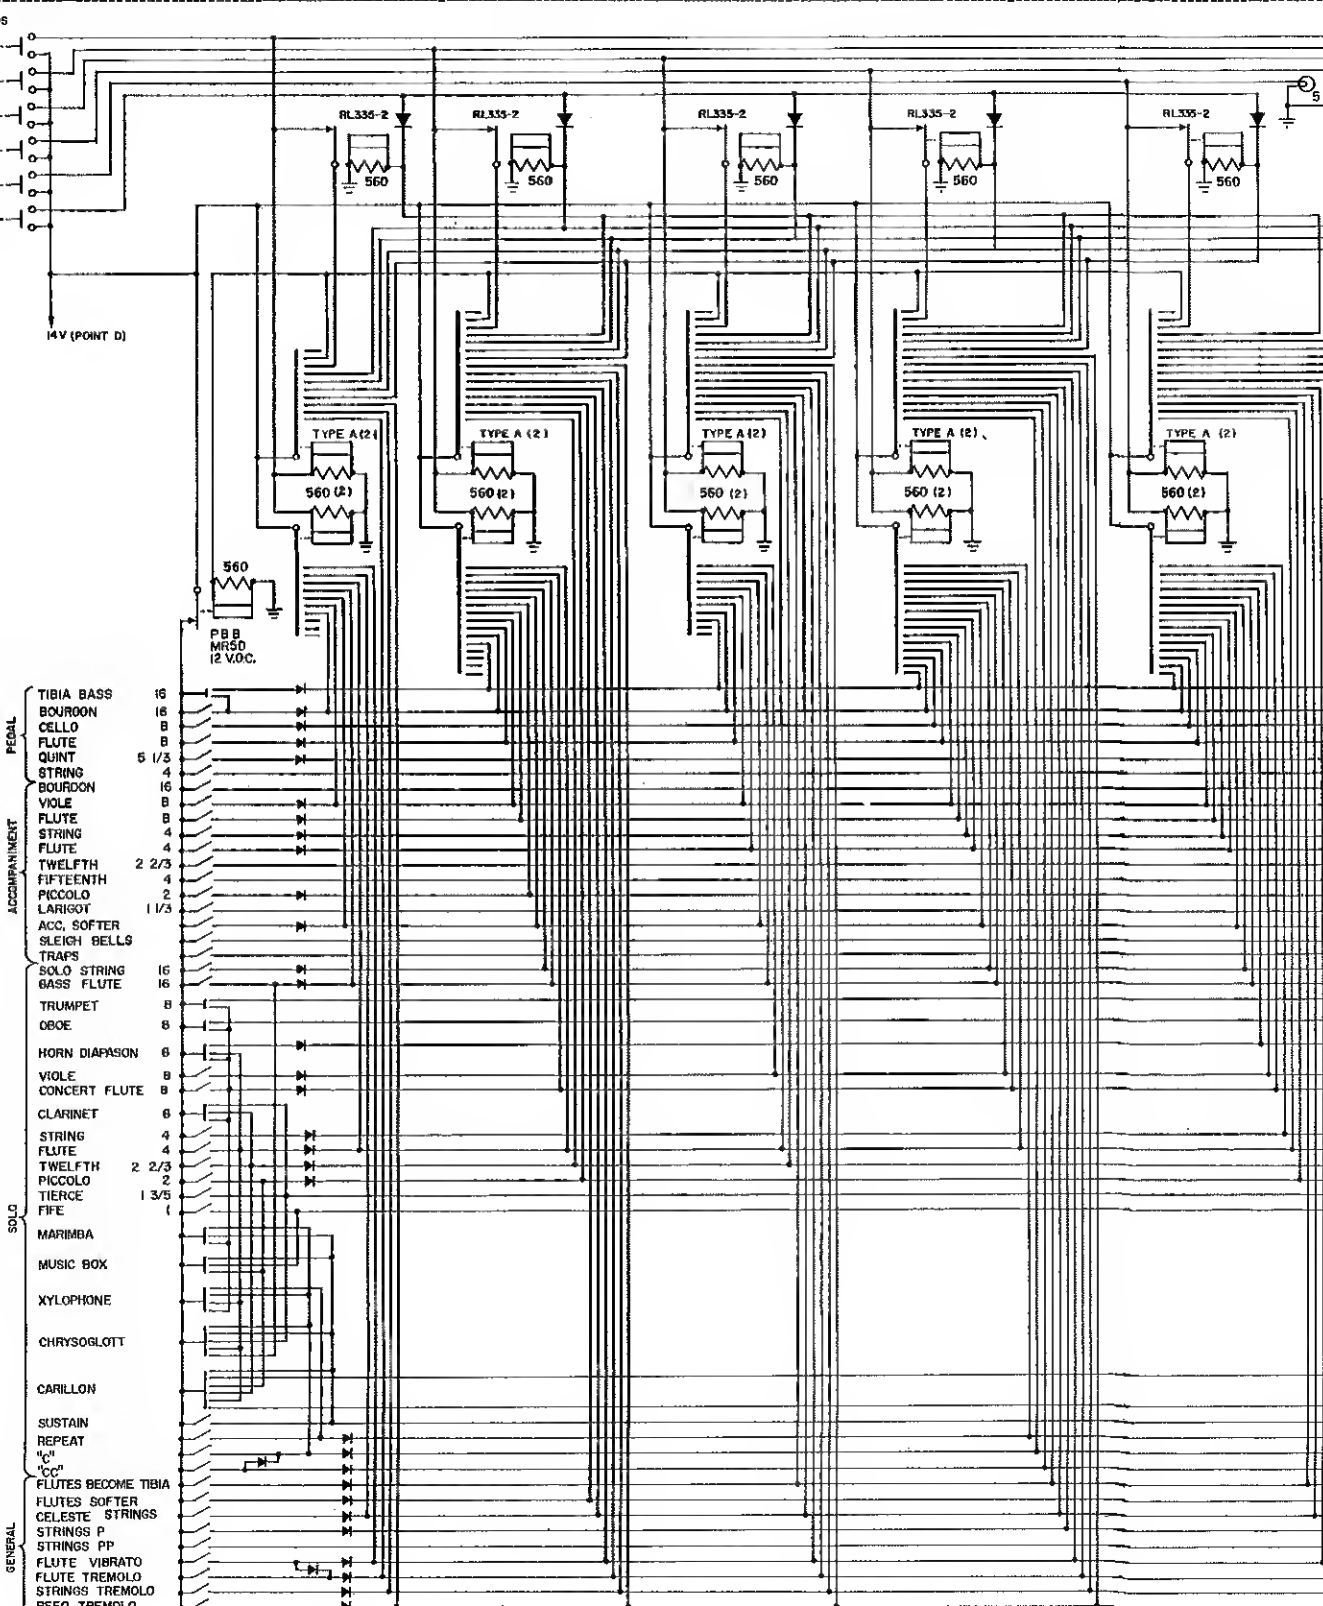 RL335-2 RL335-2 RL335-2 RL335-2 RL335-2
5
560 560 560 560 560
14V (POINT D)
TYPE A (2) TYPE A (2) TYPE A (2) TYPE A (2) TYPE A (2)
560 (2) 560 (2) 560 (2) 560 (2) 560 (2)
560
PBB
MR5D
12 V.DC.
PEDAL
TIBIA BASS 16
BOURDON 16
CELLO 8
FLUTE 8
QUINT 5 1/3
STRING 4
ACCOMPANIMENT
BOURDON 16
VIOLE 8
FLUTE 8
STRING 4
FLUTE 4
TWELFTH 2 2/3
FIFTEENTH 4
PICCOLO 2
LARIGOT 1 1/3
ACC. SOFTER
SLEIGH BELLS
TRAPS
SOLO
SOLO STRING 16
BASS FLUTE 16
TRUMPET 8
OBOE 8
HORN DIAPASON 8
VIOLE 8
CONCERT FLUTE 8
CLARINET 8
STRING 4
FLUTE 4
TWELFTH 2 2/3
PICCOLO 2
TIERCE 1 3/5
FIFE 1
MARIMBA
MUSIC BOX
XYLOPHONE
CHRYSOGLOTT
CARILLON
SUSTAIN
REPEAT
"C"
"CC"
GENERAL
FLUTES BECOME TIBIA
FLUTES SOFTER
CELESTE STRINGS
STRINGS P
STRINGS PP
FLUTE VIBRATO
FLUTE TREMOLO
STRINGS TREMOLO
REED TREMOLO